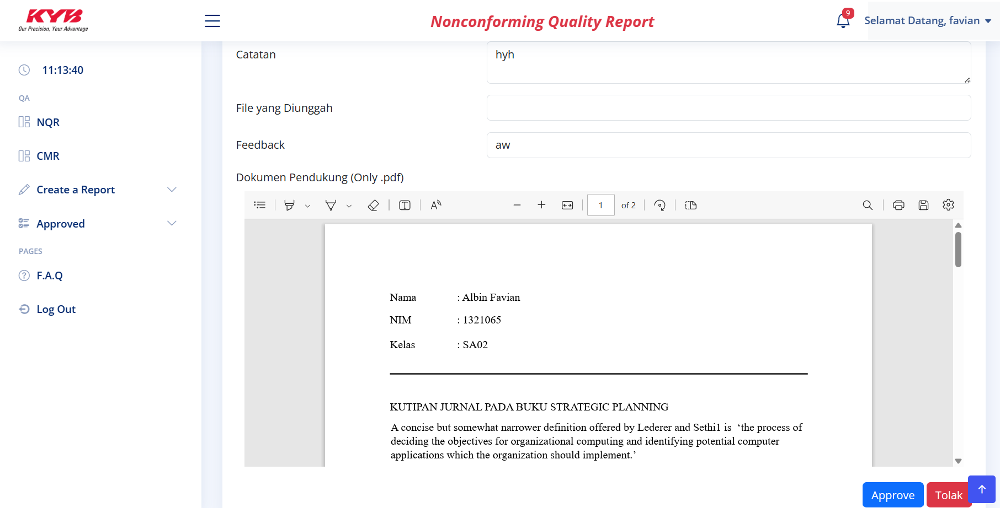 KYB
Our Precision, Your Advantage
Nonconforming Quality Report
9
Selamat Datang, favian
11:13:40
QA
NQR
CMR
Create a Report
Approved
PAGES
F.A.Q
Log Out
Catatan
hyh
File yang Diunggah
Feedback
aw
Dokumen Pendukung (Only .pdf)
1 of 2
Nama : Albin Favian
NIM : 1321065
Kelas : SA02
KUTIPAN JURNAL PADA BUKU STRATEGIC PLANNING
A concise but somewhat narrower definition offered by Lederer and Sethi1 is ‘the process of
deciding the objectives for organizational computing and identifying potential computer
applications which the organization should implement.’
Approve
Tolak